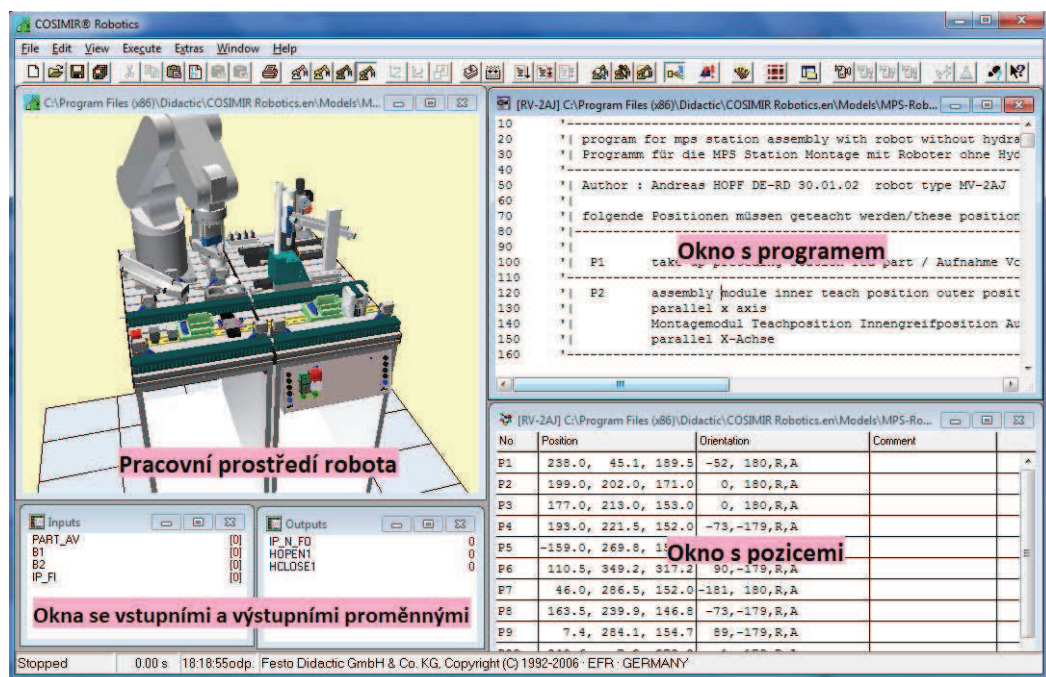 COSIMIR® Robotics
File Edit View Execute Extras Window Help
C:\Program Files (x86)\Didactic\COSIMIR Robotics.en\Models\M...
Pracovní prostředí robota
[RV-2AJ] C:\Program Files (x86)\Didactic\COSIMIR Robotics.en\Models\MPS-Rob...
10 '-----------------------------------------------------------
20 '| program for mps station assembly with robot without hydra
30 '| Programm für die MPS Station Montage mit Roboter ohne Hyd
40 '-----------------------------------------------------------
50 '| Author : Andreas HOPF DE-RD 30.01.02 robot type MV-2AJ
60 '|
70 '| folgende Positionen müssen geteacht werden/these position
80 '|-----------------------------------------------------------
90 '|
Okno s programem
100 '| P1 part / Aufnahme Vo
110 '-----------------------------------------------------------
120 '| P2 assembly module inner teach position outer posit
130 '| parallel x axis
140 '| Montagemodul Teachposition Innengreifposition Au
150 '| parallel X-Achse
160 '-----------------------------------------------------------
[RV-2AJ] C:\Program Files (x86)\Didactic\COSIMIR Robotics.en\Models\MPS-Ro...
No Position Orientation Comment
P1 238.0, 45.1, 189.5 -52, 180,R,A
P2 199.0, 202.0, 171.0 0, 180,R,A
P3 177.0, 213.0, 153.0 0, 180,R,A
P4 193.0, 221.5, 152.0 -73,-179,R,A
P5 -159.0, 269.8,
Okno s pozicemi
P6 110.5, 349.2, 317.2 90,-179,R,A
P7 46.0, 286.5, 152.0 -181, 180,R,A
P8 163.5, 239.9, 146.8 -73,-179,R,A
P9 7.4, 284.1, 154.7 89,-179,R,A
Inputs
PART_AV [0]
B1 [0]
B2 [0]
IP_FI [0]
Outputs
IP_N_FO 0
HOPEN1 0
HCLOSE1 0
Okna se vstupními a výstupními proměnnými
Stopped 0.00 s 18:18:55odp. Festo Didactic GmbH & Co. KG, Copyright (C) 1992-2006 · EFR · GERMANY